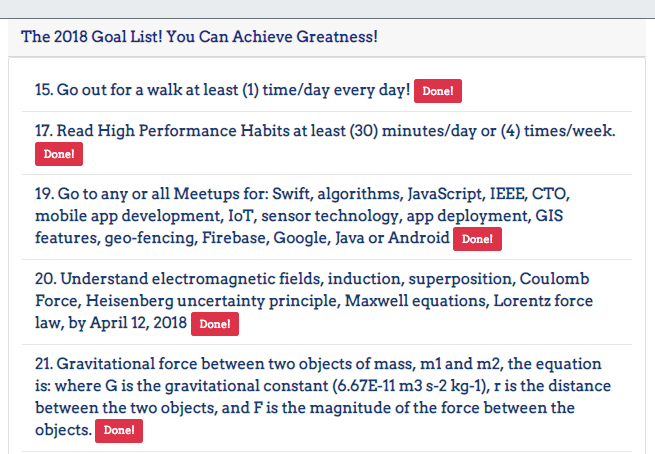 The 2018 Goal List! You Can Achieve Greatness!
15. Go out for a walk at least (1) time/day every day! Done!
17. Read High Performance Habits at least (30) minutes/day or (4) times/week.
Done!
19. Go to any or all Meetups for: Swift, algorithms, JavaScript, IEEE, CTO,
mobile app development, IoT, sensor technology, app deployment, GIS
features, geo-fencing, Firebase, Google, Java or Android Done!
20. Understand electromagnetic fields, induction, superposition, Coulomb
Force, Heisenberg uncertainty principle, Maxwell equations, Lorentz force
law, by April 12, 2018 Done!
21. Gravitational force between two objects of mass, m1 and m2, the equation
is: where G is the gravitational constant (6.67E-11 m3 s-2 kg-1), r is the distance
between the two objects, and F is the magnitude of the force between the
objects. Done!